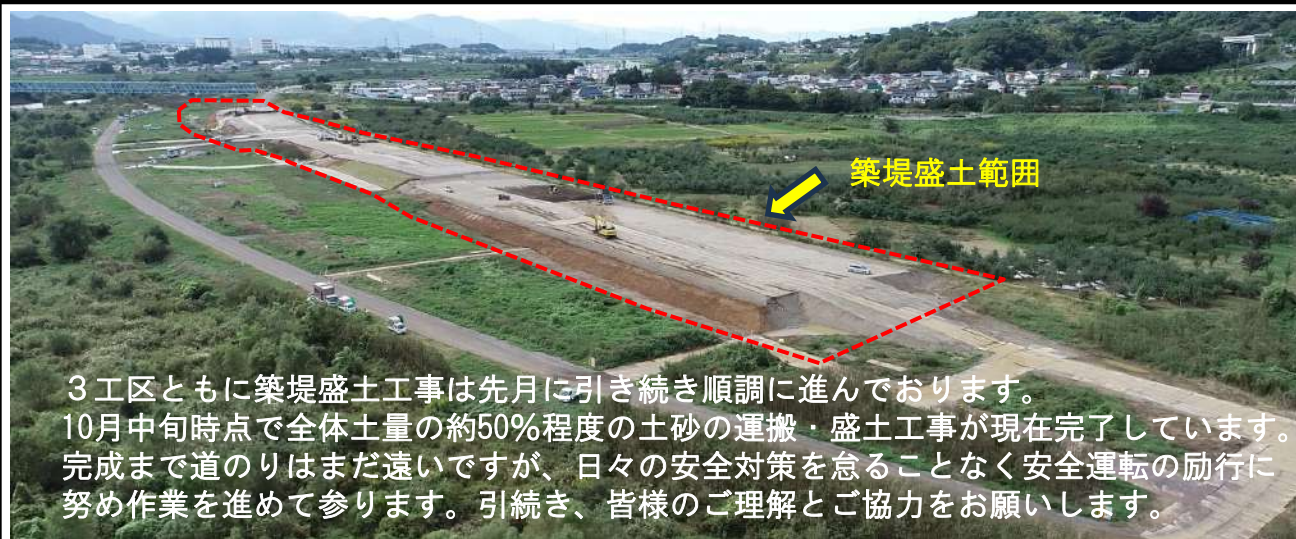 築堤盛土範囲
３工区ともに築堤盛土工事は先月に引き続き順調に進んでおります。
10月中旬時点で全体土量の約50%程度の土砂の運搬・盛土工事が現在完了しています。
完成まで道のりはまだ遠いですが、日々の安全対策を怠ることなく安全運転の励行に
努め作業を進めて参ります。引続き、皆様のご理解とご協力をお願いします。